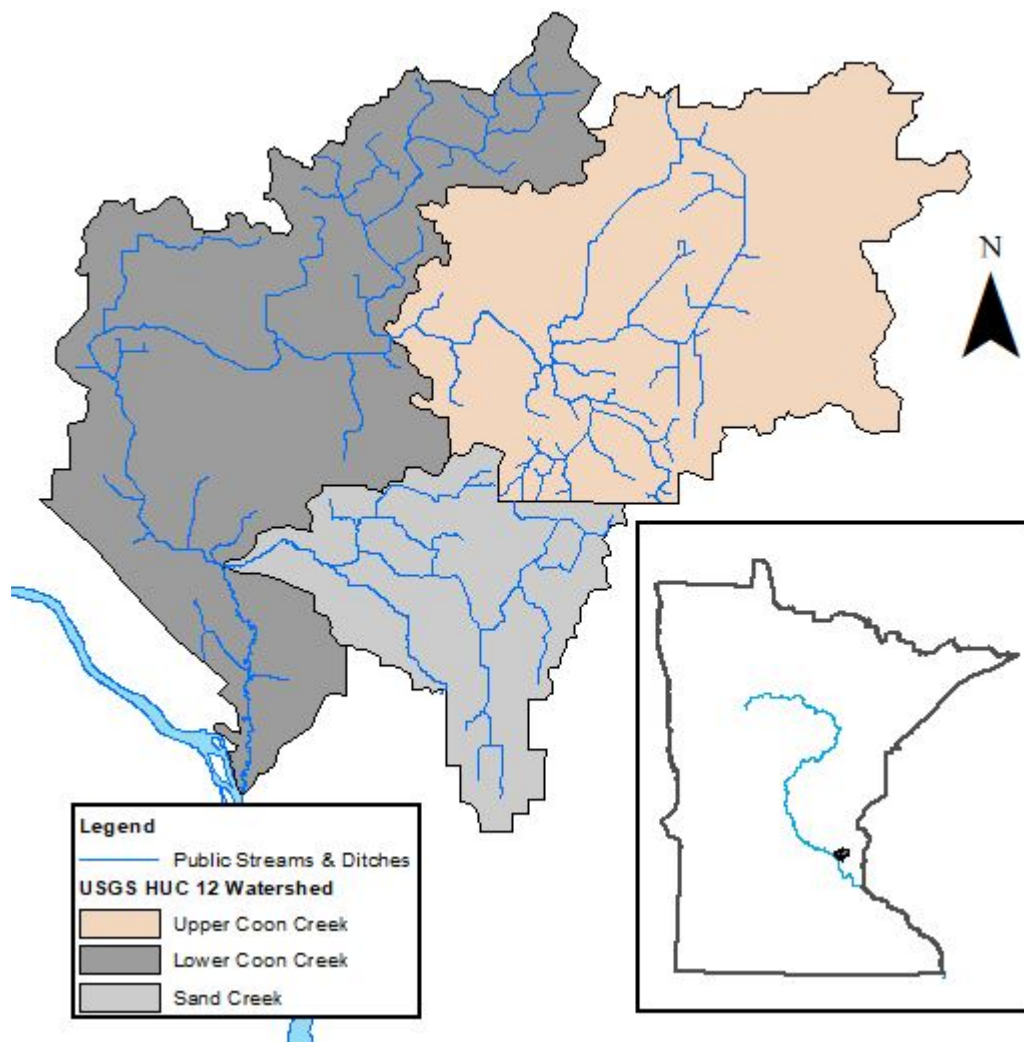 N
Legend
Public Streams & Ditches
USGS HUC 12 Watershed
Upper Coon Creek
Lower Coon Creek
Sand Creek